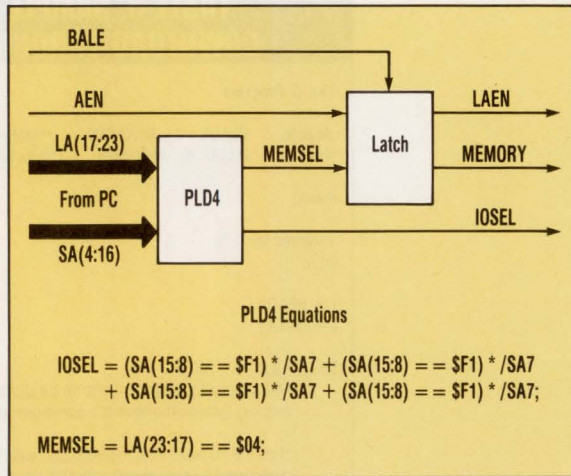 BALE
AEN
LAEN
LA(17:23)
MEMSEL
Latch
MEMORY
From PC
PLD4
IOSEL
SA(4:16)
PLD4 Equations
IOSEL = (SA(15:8) == $F1) * /SA7 + (SA(15:8) == $F1) * /SA7
+ (SA(15:8) == $F1) * /SA7 + (SA(15:8) == $F1) * /SA7;
MEMSEL = LA(23:17) == $04;